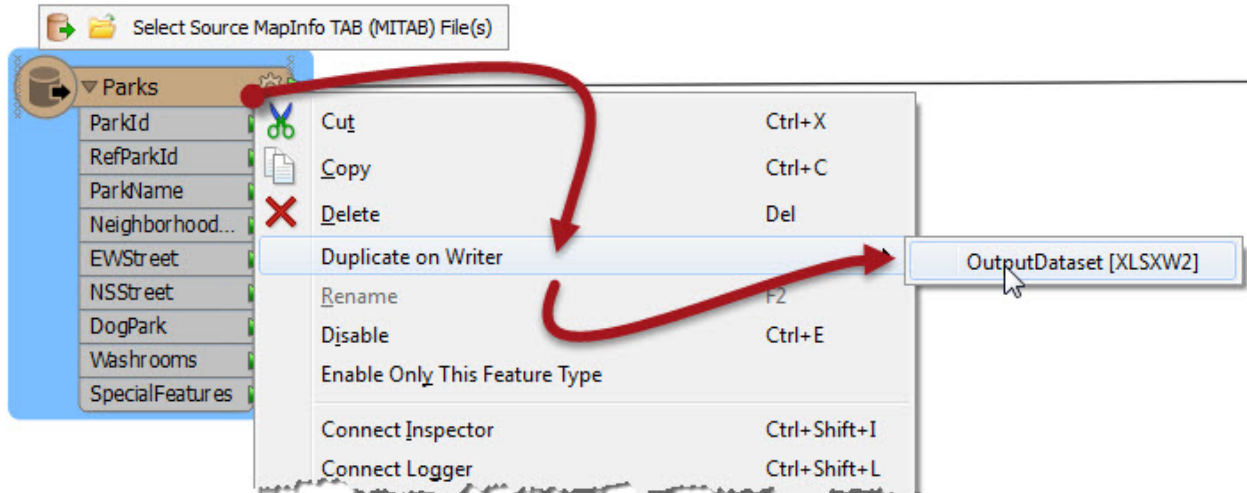 Select Source MapInfo TAB (MITAB) File(s)
Parks
ParkId
RefParkId
ParkName
Neighborhood...
EWStreet
NSStreet
DogPark
Washrooms
SpecialFeatures
Cut Ctrl+X
Copy Ctrl+C
Delete Del
Duplicate on Writer
OutputDataset [XLSXW2]
Rename F2
Disable Ctrl+E
Enable Only This Feature Type
Connect Inspector Ctrl+Shift+I
Connect Logger Ctrl+Shift+L